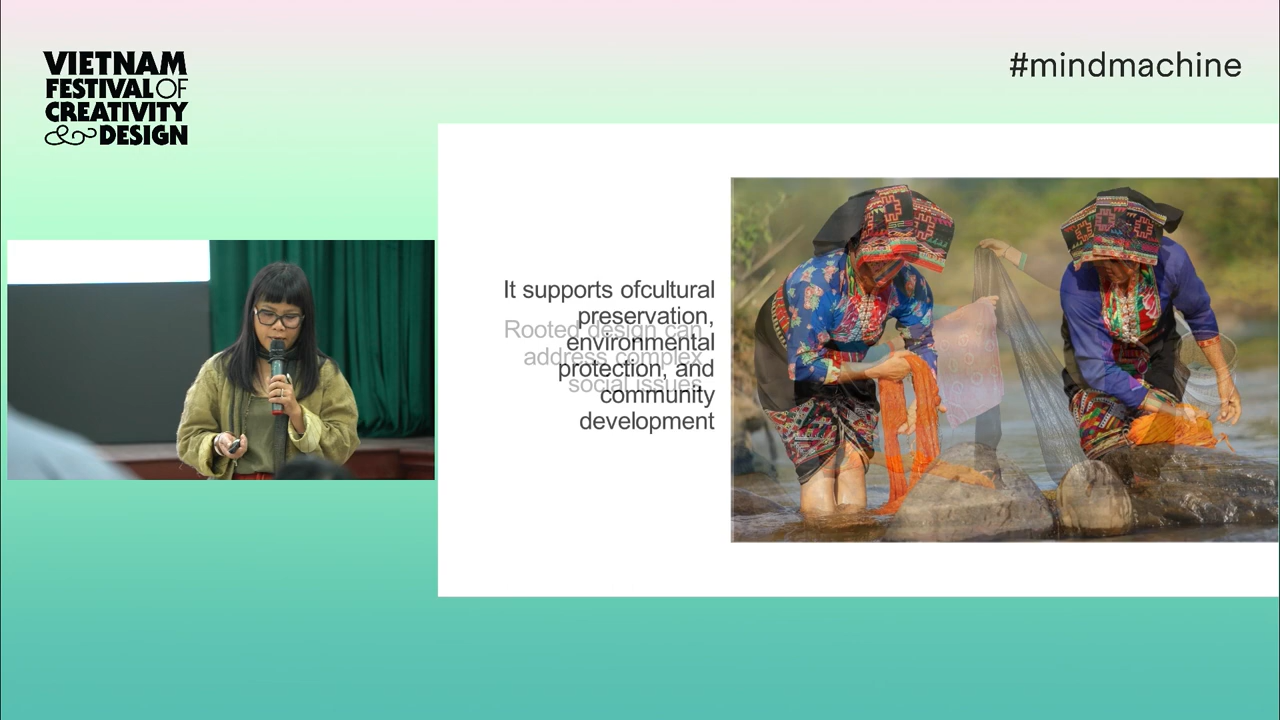 VIETNAM
FESTIVAL OF
CREATIVITY
& DESIGN
#mindmachine
It supports ofcultural
preservation,
environmental
protection, and
community
development
Rooted design can
address complex
social issues.